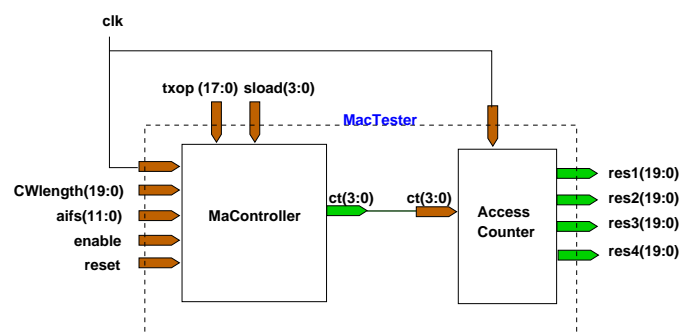 clk
txop (17:0) sload(3:0)
MacTester
CWlength(19:0)
aifs(11:0)
enable
reset
MaController
ct(3:0)
ct(3:0)
Access
Counter
res1(19:0)
res2(19:0)
res3(19:0)
res4(19:0)